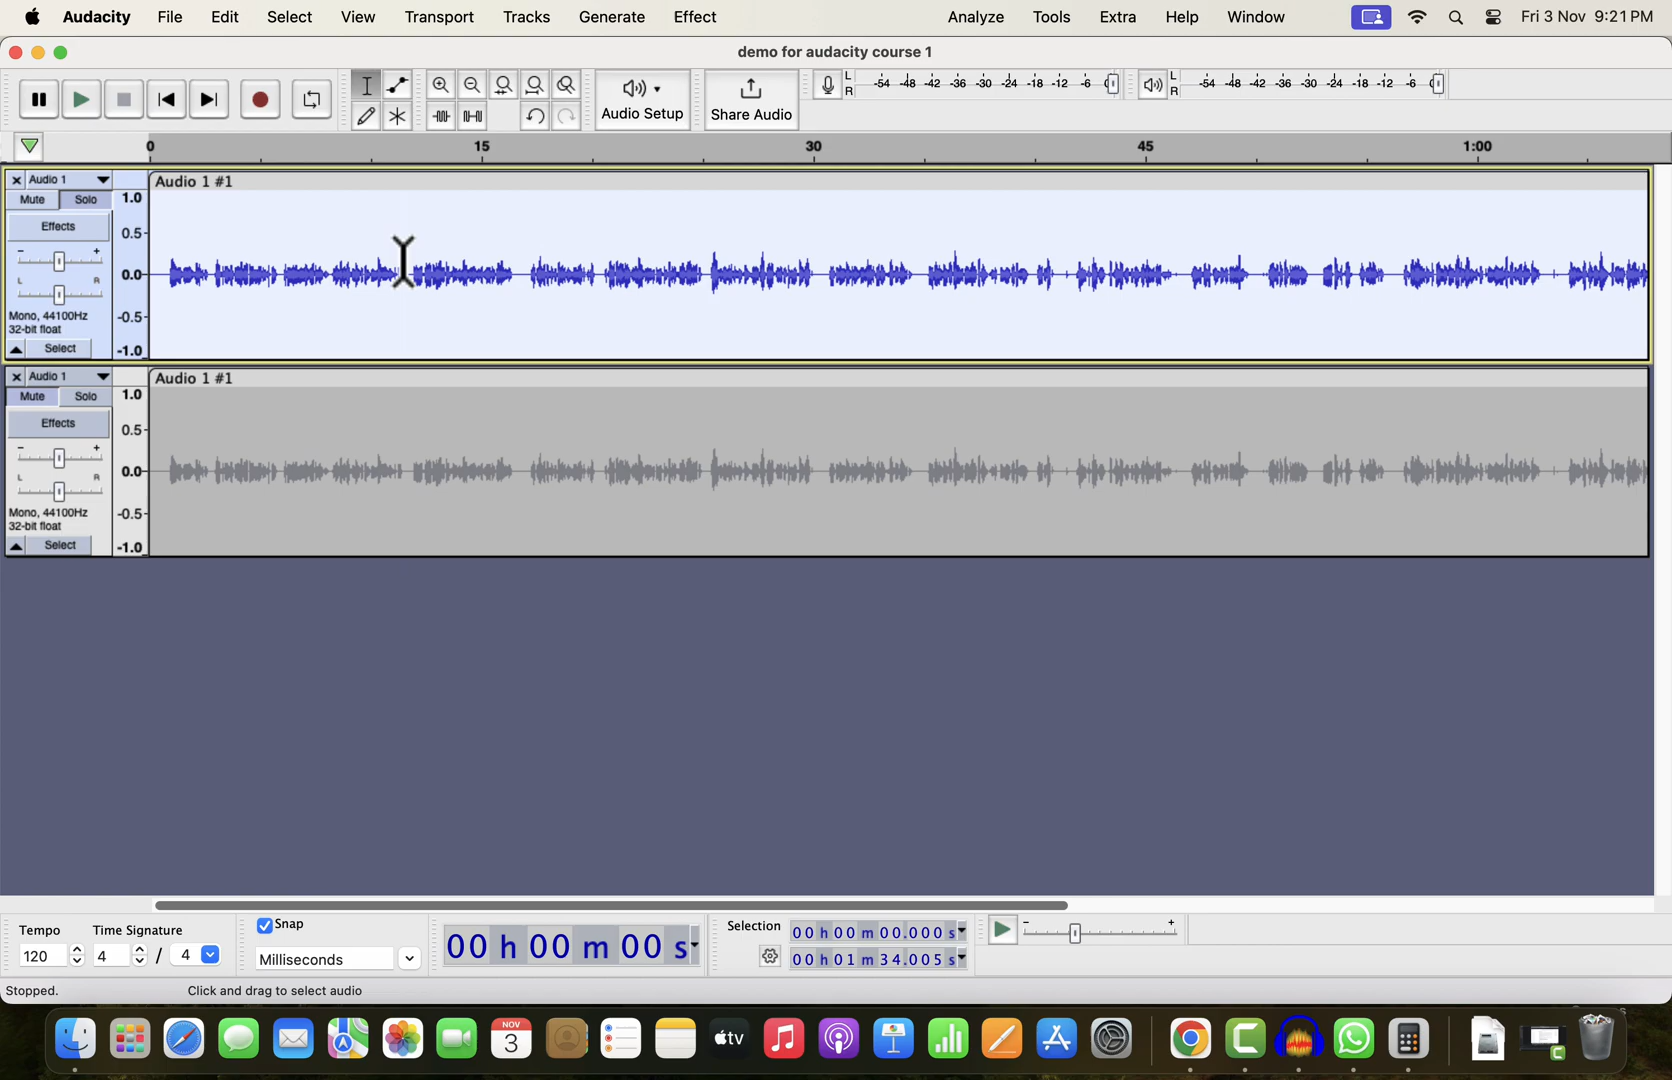 Audacity File Edit Select View Transport Tracks Generate Effect Analyze Tools Extra Help Window Fri 3 Nov 9:21 PM
demo for audacity course 1
Audio Setup Share Audio
L R -54 -48 -42 -36 -30 -24 -18 -12 -6 0
L R -54 -48 -42 -36 -30 -24 -18 -12 -6 0
0 15 30 45 1:00
Audio 1
Audio 1 #1
Mute Solo
Effects
- +
L R
Mono, 44100Hz
32-bit float
Select
1.0
0.5
0.0
-0.5
-1.0
Audio 1
Audio 1 #1
Mute Solo
Effects
- +
L R
Mono, 44100Hz
32-bit float
Select
1.0
0.5
0.0
-0.5
-1.0
Tempo Time Signature
120 4 / 4
Snap
Milliseconds
00 h 00 m 00 s
Selection
00 h 00 m 00.000 s
00 h 01 m 34.005 s
- +
Stopped. Click and drag to select audio
NOV
3
tv